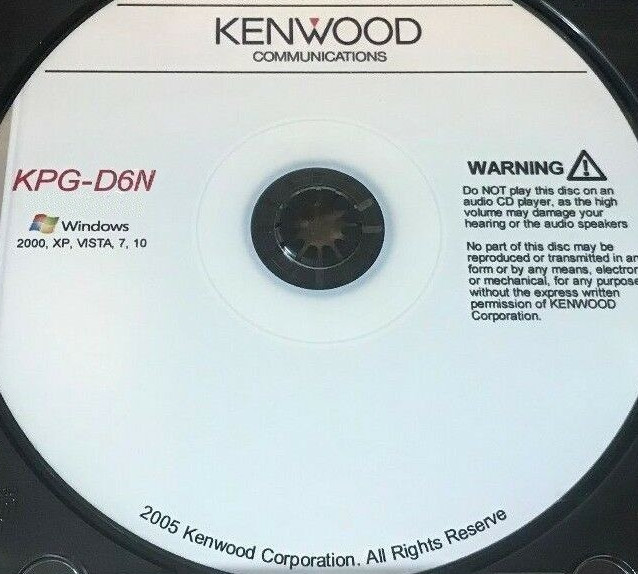 KENWOOD
COMMUNICATIONS
KPG-D6N
Windows
2000, XP, VISTA, 7, 10
WARNING
Do NOT play this disc on an
audio CD player, as the high
volume may damage your
hearing or the audio speakers
No part of this disc may be
reproduced or transmitted in an
form or by any means, electron
or mechanical, for any purpose
without the express written
permission of KENWOOD
Corporation.
2005 Kenwood Corporation. All Rights Reserve